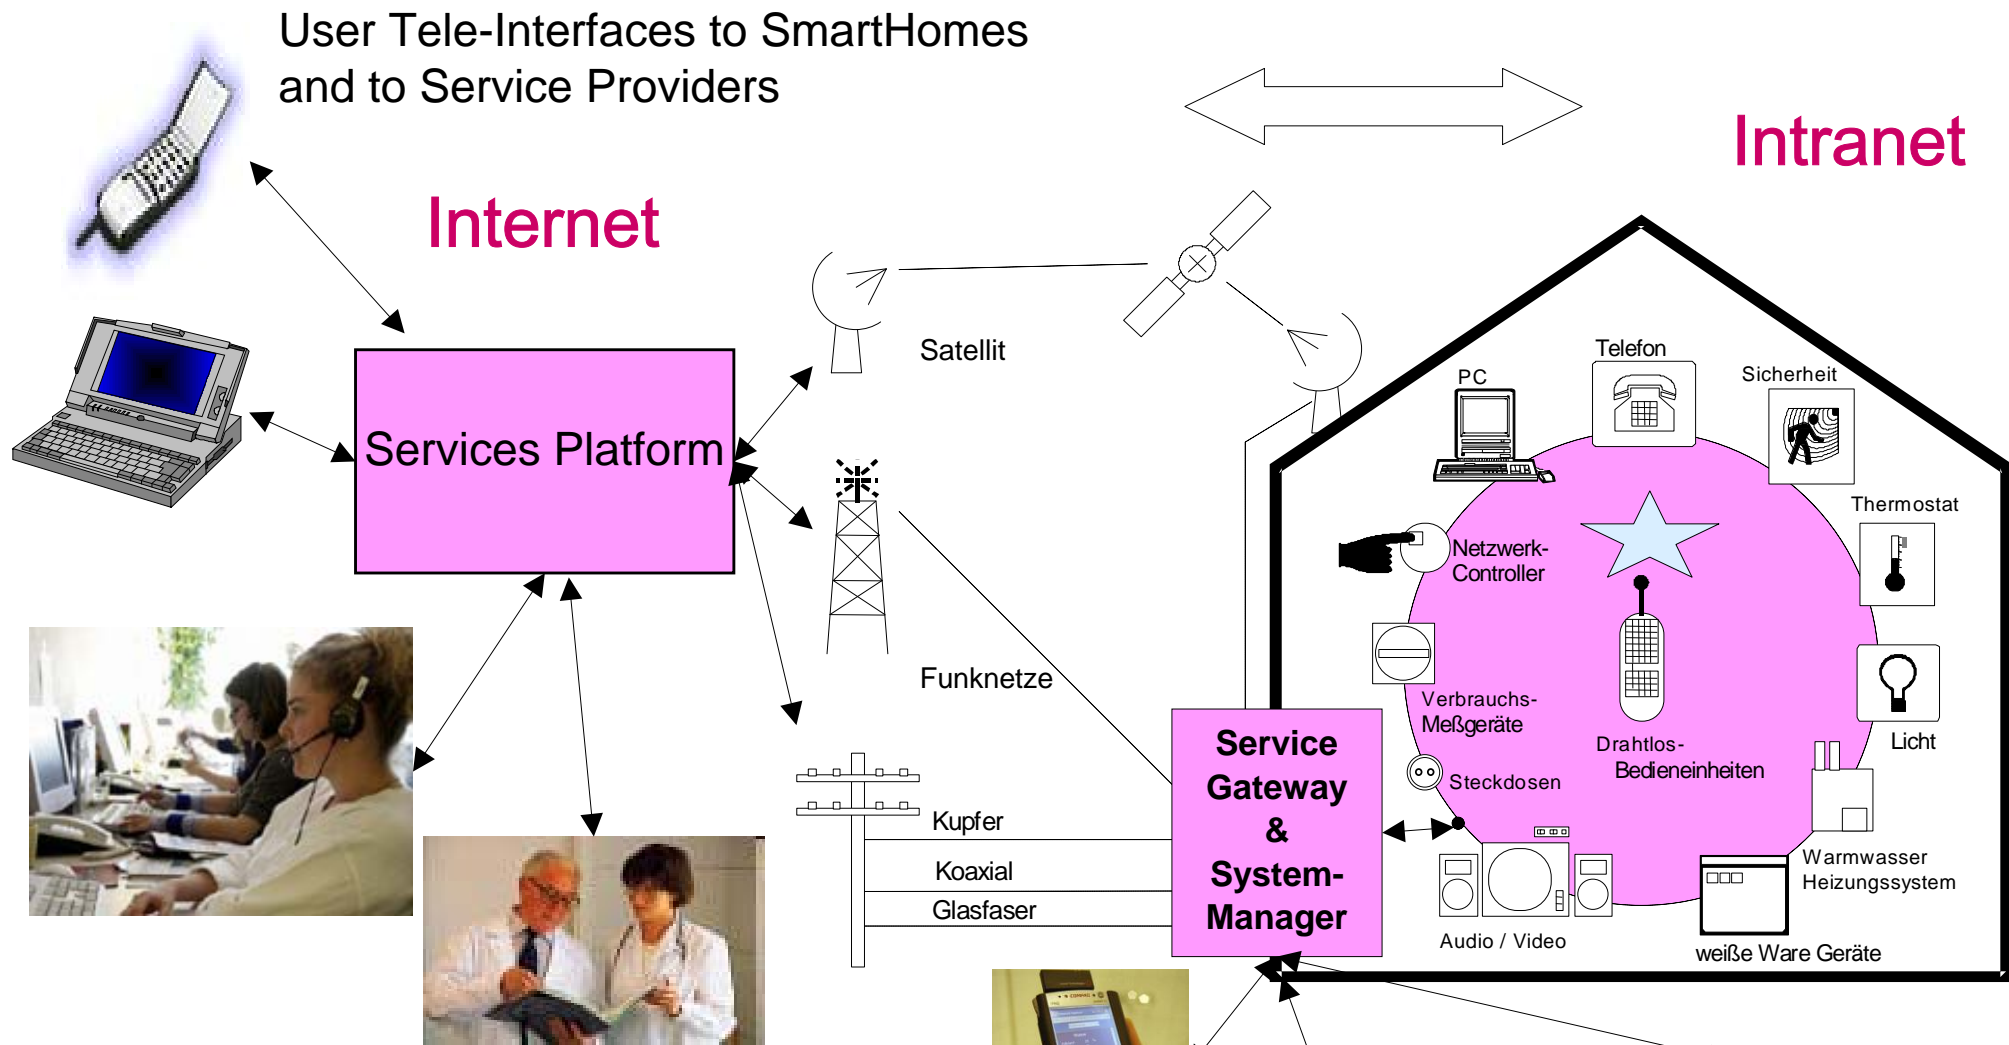 User Tele-Interfaces to SmartHomes
and to Service Providers
Intranet
Internet
Satellit
Services Platform
Funknetze
Kupfer
Koaxial
Glasfaser
Service
Gateway
&
System-
Manager
Telefon
PC
Sicherheit
Thermostat
Netzwerk-
Controller
Verbrauchs-
Meßgeräte
Licht
Drahtlos-
Bedieneinheiten
Steckdosen
Warmwasser
Heizungssystem
Audio / Video
weiße Ware Geräte
COMPAQ